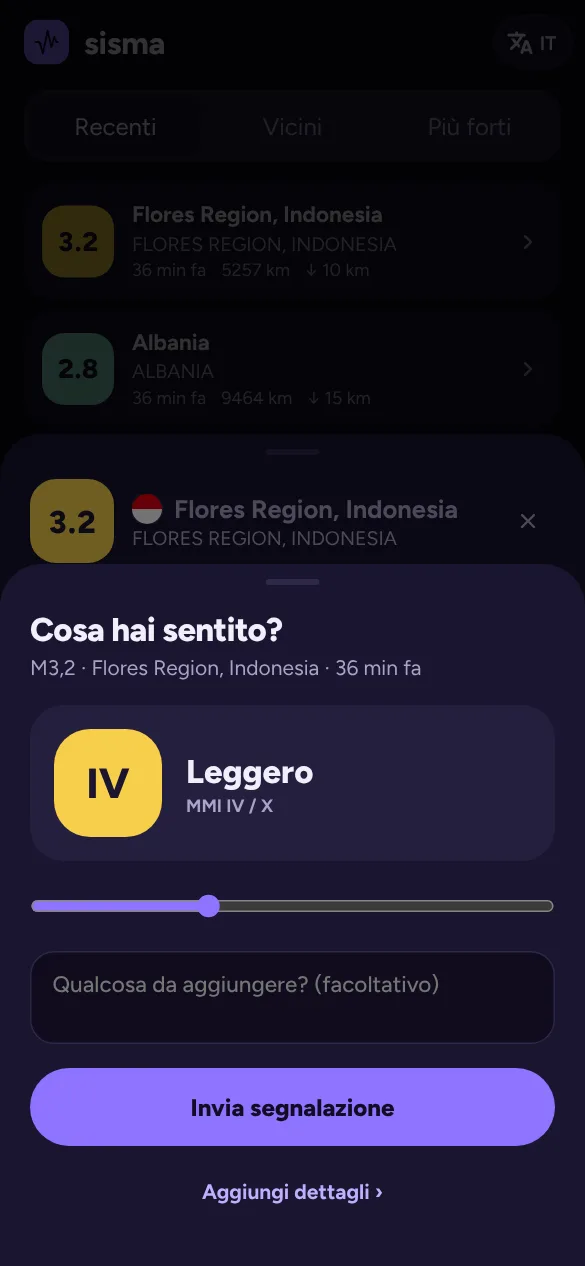 sisma
IT
Recenti
Vicini
Più forti
3.2
Flores Region, Indonesia
FLORES REGION, INDONESIA
36 min fa 5257 km ↓ 10 km
2.8
Albania
ALBANIA
36 min fa 9464 km ↓ 15 km
3.2
Flores Region, Indonesia
FLORES REGION, INDONESIA
Cosa hai sentito?
M3,2 · Flores Region, Indonesia · 36 min fa
IV
Leggero
MMI IV / X
Qualcosa da aggiungere? (facoltativo)
Invia segnalazione
Aggiungi dettagli ›